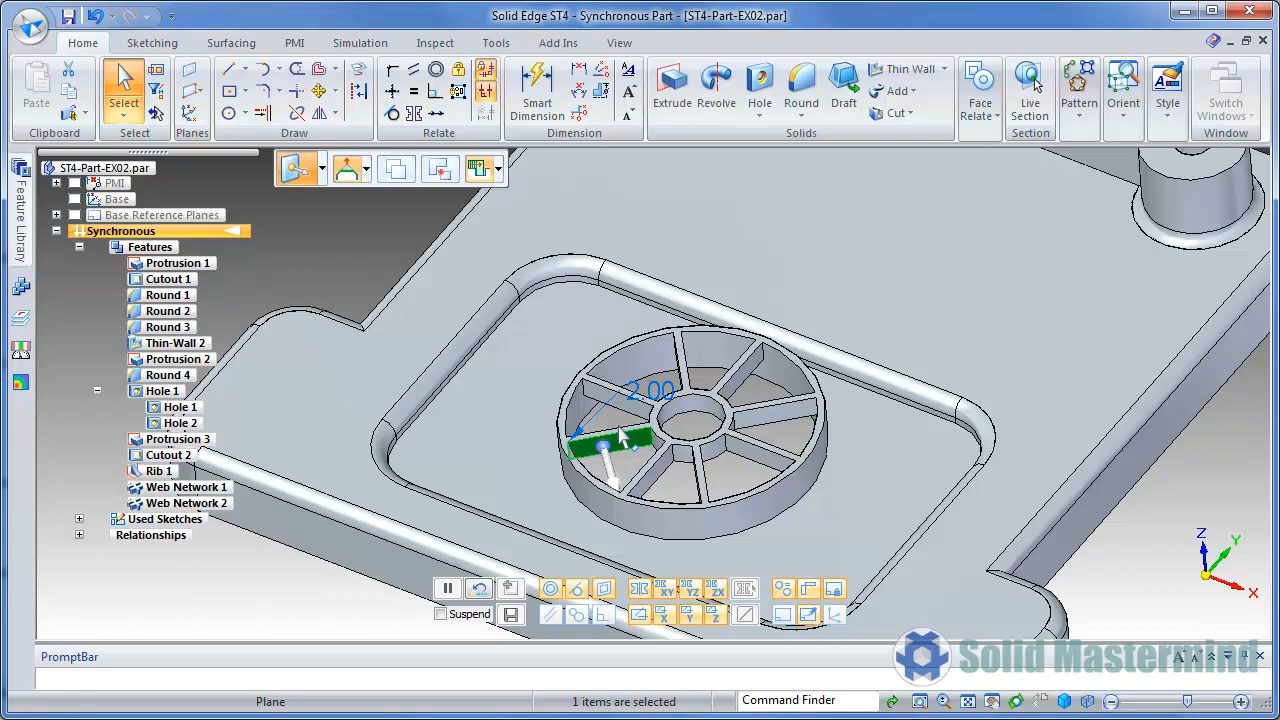 Solid Edge ST4 - Synchronous Part - [ST4-Part-EX02.par]
Home Sketching Surfacing PMI Simulation Inspect Tools Add Ins View
Paste
Clipboard
Select
Select
Planes
Draw
Relate
Smart Dimension
Dimension
Extrude Revolve Hole Round Draft
Thin Wall
Add
Cut
Solids
Face Relate
Live Section
Section
Pattern
Orient
Style
Switch Windows
Window
Feature Library
ST4-Part-EX02.par
PMI
Base
Base Reference Planes
Synchronous
Features
Protrusion 1
Cutout 1
Round 1
Round 2
Round 3
Thin-Wall 2
Protrusion 2
Round 4
Hole 1
Hole 1
Hole 2
Protrusion 3
Cutout 2
Rib 1
Web Network 1
Web Network 2
Used Sketches
Relationships
2.00
Z
Y
X
XY YZ ZX
Suspend
X Y Z
PromptBar
Solid Mastermind
Plane
1 items are selected
Command Finder